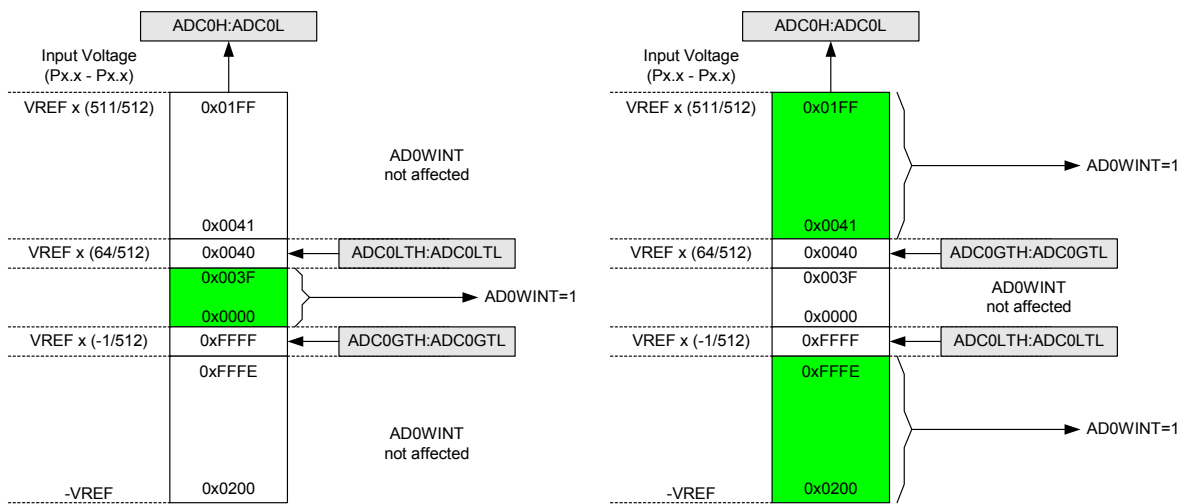 ADC0H:ADC0L
Input Voltage
(Px.x - Px.x)
VREF x (511/512)
0x01FF
AD0WINT
not affected
0x0041
VREF x (64/512)
0x0040
ADC0LTH:ADC0LTL
0x003F
AD0WINT=1
0x0000
VREF x (-1/512)
0xFFFF
ADC0GTH:ADC0GTL
0xFFFE
AD0WINT
not affected
-VREF
0x0200
ADC0H:ADC0L
Input Voltage
(Px.x - Px.x)
VREF x (511/512)
0x01FF
AD0WINT=1
0x0041
VREF x (64/512)
0x0040
ADC0GTH:ADC0GTL
0x003F
AD0WINT
not affected
0x0000
VREF x (-1/512)
0xFFFF
ADC0LTH:ADC0LTL
0xFFFE
AD0WINT=1
-VREF
0x0200